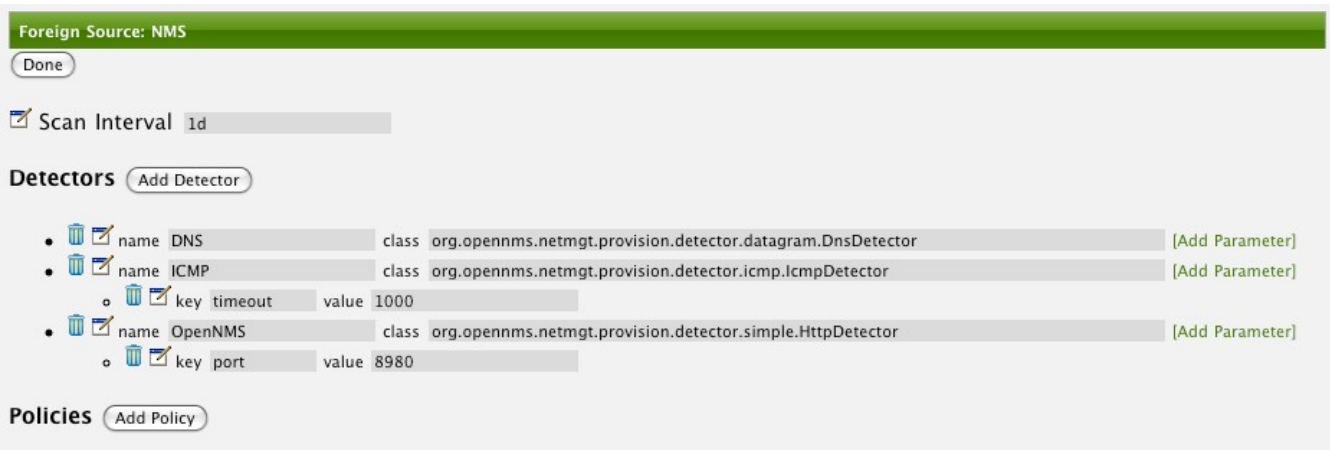 Foreign Source: NMS
Done
Scan Interval 1d
Detectors Add Detector
name DNS class org.opennms.netmgt.provision.detector.datagram.DnsDetector [Add Parameter]
name ICMP class org.opennms.netmgt.provision.detector.icmp.IcmpDetector [Add Parameter]
key timeout value 1000
name OpenNMS class org.opennms.netmgt.provision.detector.simple.HttpDetector [Add Parameter]
key port value 8980
Policies Add Policy